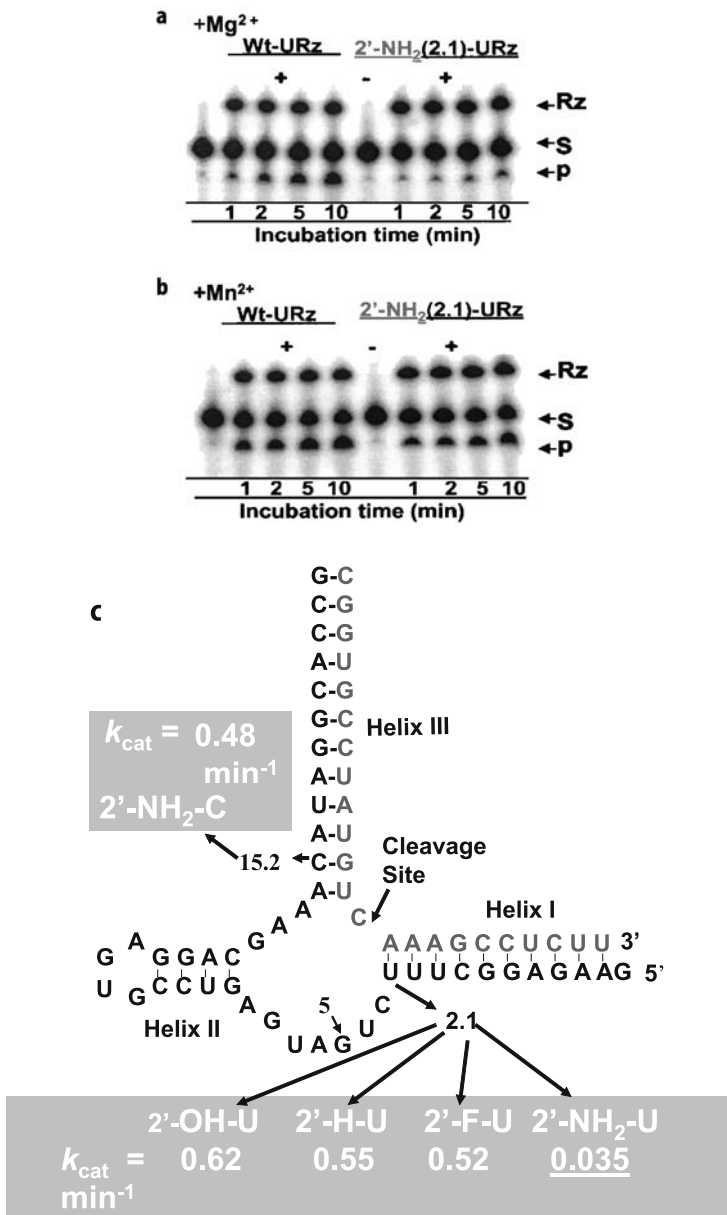 a
+Mg²⁺
Wt-URz 2'-NH₂(2.1)-URz
+ - +
Rz
S
p
1 2 5 10 1 2 5 10
Incubation time (min)
b
+Mn²⁺
Wt-URz 2'-NH₂(2.1)-URz
+ - +
Rz
S
p
1 2 5 10 1 2 5 10
Incubation time (min)
c
G-C
C-G
C-G
A-U
C-G
G-C
G-C
A-U
U-A
A-U
C-G
A-U
Helix III
k_cat = 0.48
min⁻¹
2'-NH₂-C
15.2
Cleavage
Site
C
Helix I
A A A G C C U C U U 3'
U U U C G G A G A A G 5'
A
A
G
G A G G A C
U G C C U G
Helix II
A
G
U A G U C
5
2.1
2'-OH-U 2'-H-U 2'-F-U 2'-NH₂-U
k_cat = 0.62 0.55 0.52 0.035
min⁻¹